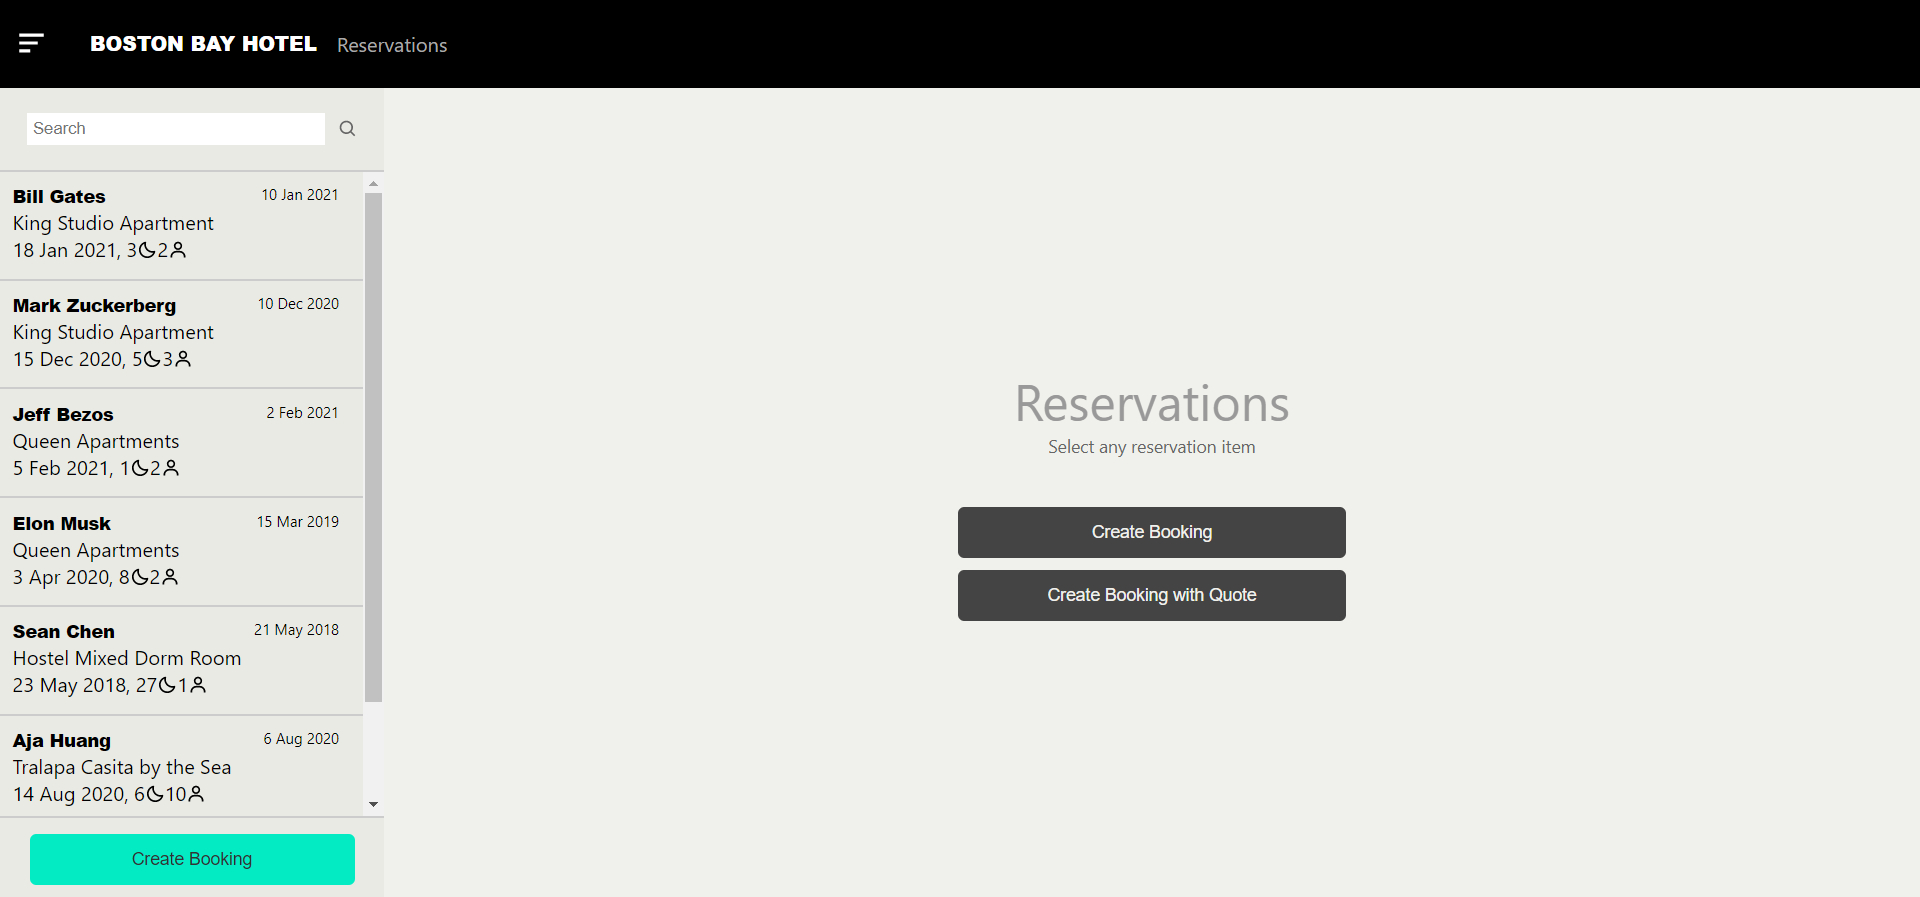 BOSTON BAY HOTEL Reservations
Search
Bill Gates 10 Jan 2021
King Studio Apartment
18 Jan 2021, 3 2
Mark Zuckerberg 10 Dec 2020
King Studio Apartment
15 Dec 2020, 5 3
Jeff Bezos 2 Feb 2021
Queen Apartments
5 Feb 2021, 1 2
Elon Musk 15 Mar 2019
Queen Apartments
3 Apr 2020, 8 2
Sean Chen 21 May 2018
Hostel Mixed Dorm Room
23 May 2018, 27 1
Aja Huang 6 Aug 2020
Tralapa Casita by the Sea
14 Aug 2020, 6 10
Create Booking
Reservations
Select any reservation item
Create Booking
Create Booking with Quote